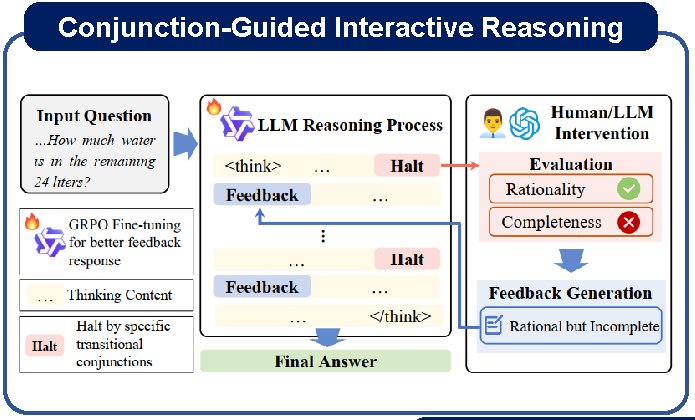 Conjunction-Guided Interactive Reasoning
Input Question
...How much water
is in the remaining
24 liters?
GRPO Fine-tuning
for better feedback
response
... Thinking Content
Halt
Halt by specific
transitional
conjunctions
LLM Reasoning Process
<think> ... Halt
Feedback ...
⋮
... Halt
Feedback ...
... </think>
Final Answer
Human/LLM
Intervention
Evaluation
Rationality
Completeness
Feedback Generation
Rational but Incomplete